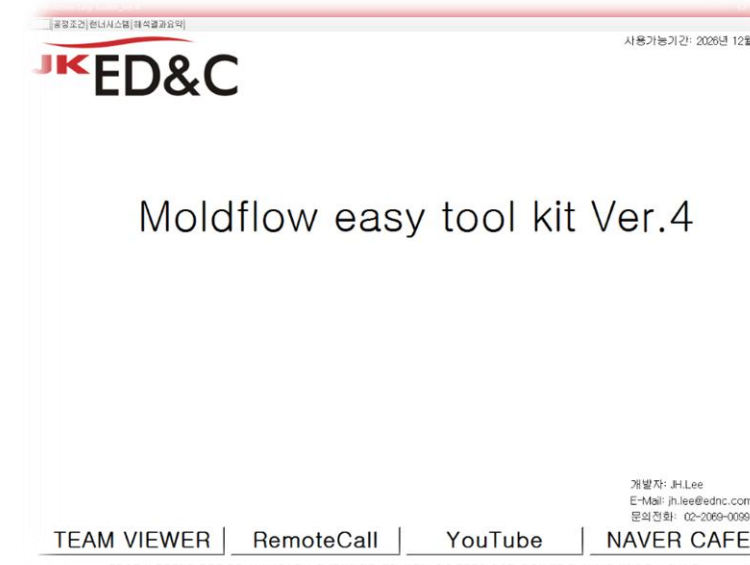 공정조건|런너시스템|해석결과요약|
사용가능기간: 2026년 12월
JK ED&C
Moldflow easy tool kit Ver.4
개발자: JH.Lee
E-Mail: jh.lee@ednc.com
문의전화: 02-2069-0099
TEAM VIEWER RemoteCall YouTube NAVER CAFE